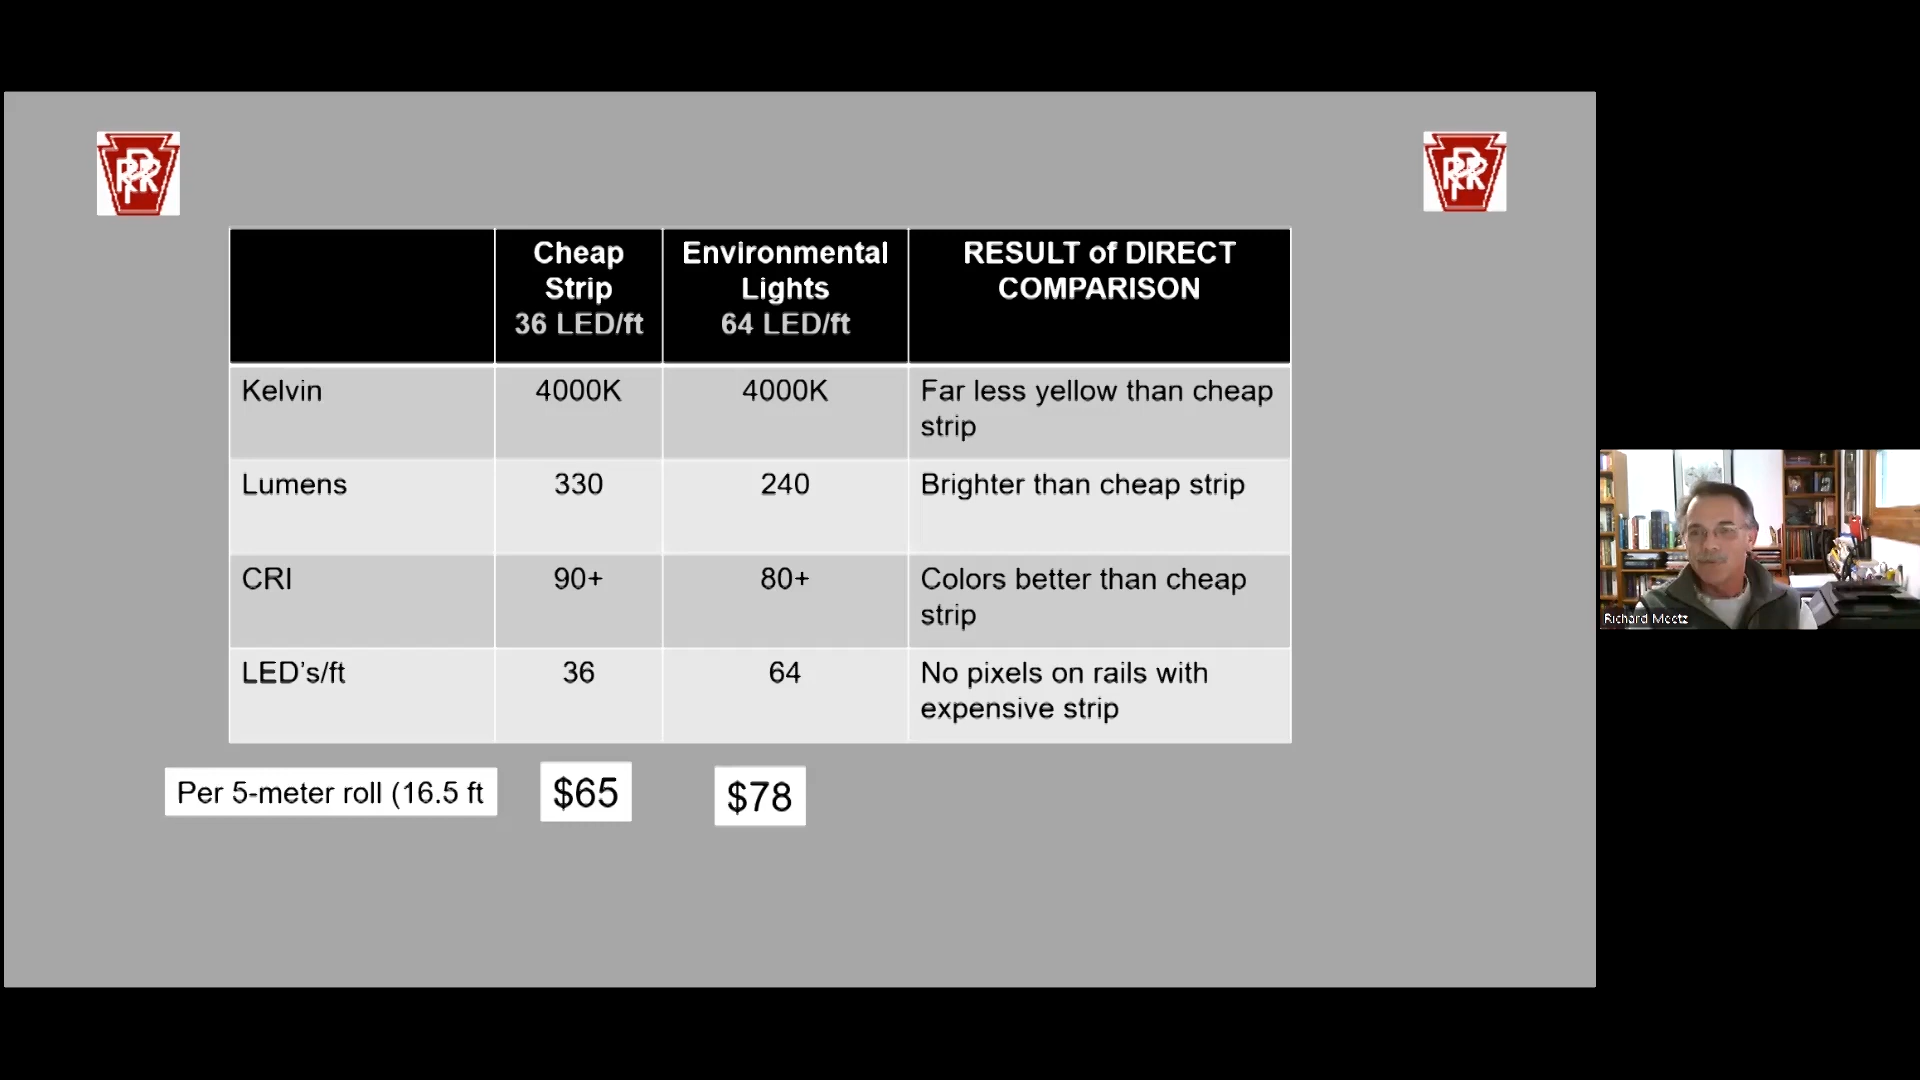 PRR
PRR
Cheap Strip 36 LED/ft
Environmental Lights 64 LED/ft
RESULT of DIRECT COMPARISON
Kelvin
4000K
4000K
Far less yellow than cheap strip
Lumens
330
240
Brighter than cheap strip
CRI
90+
80+
Colors better than cheap strip
LED’s/ft
36
64
No pixels on rails with expensive strip
Per 5-meter roll (16.5 ft
$65
$78
Richard Meetz